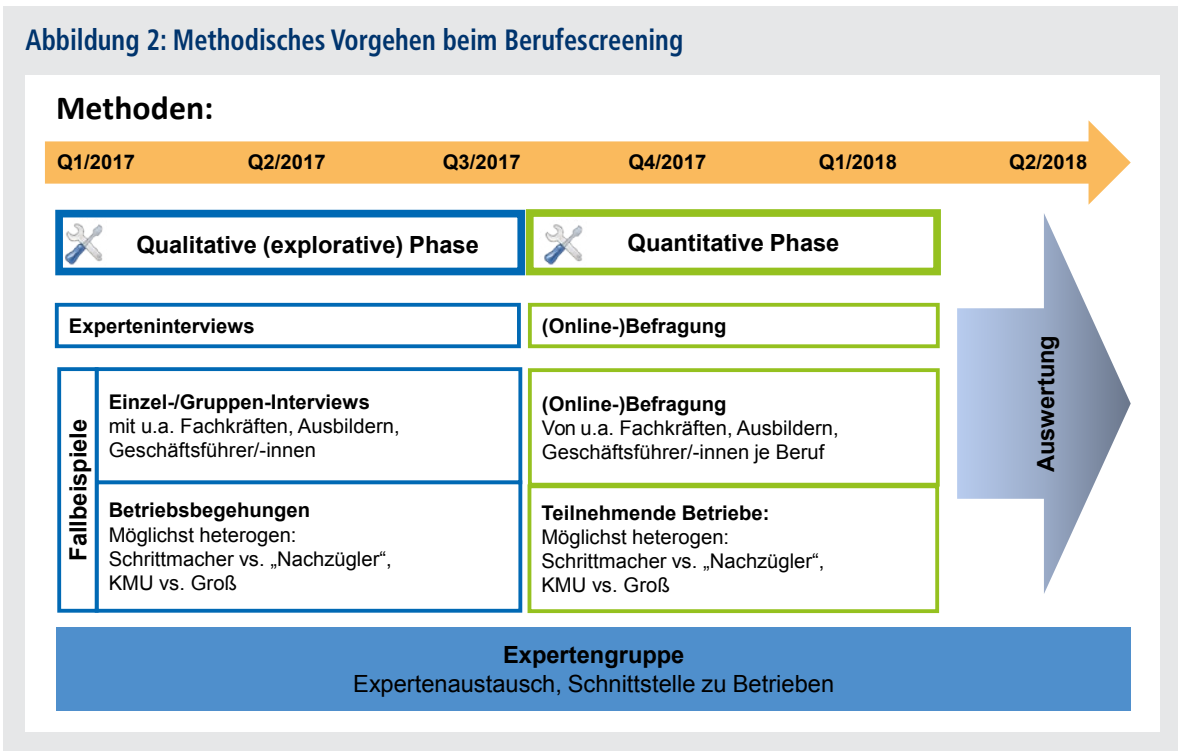 Abbildung 2: Methodisches Vorgehen beim Berufescreening
Methoden:
Q1/2017 Q2/2017 Q3/2017 Q4/2017 Q1/2018 Q2/2018
Qualitative (explorative) Phase
Quantitative Phase
Experteninterviews
(Online-)Befragung
Fallbeispiele
Einzel-/Gruppen-Interviews
mit u.a. Fachkräften, Ausbildern,
Geschäftsführer/-innen
(Online-)Befragung
Von u.a. Fachkräften, Ausbildern,
Geschäftsführer/-innen je Beruf
Betriebsbegehungen
Möglichst heterogen:
Schrittmacher vs. „Nachzügler“,
KMU vs. Groß
Teilnehmende Betriebe:
Möglichst heterogen:
Schrittmacher vs. „Nachzügler“,
KMU vs. Groß
Auswertung
Expertengruppe
Expertenaustausch, Schnittstelle zu Betrieben